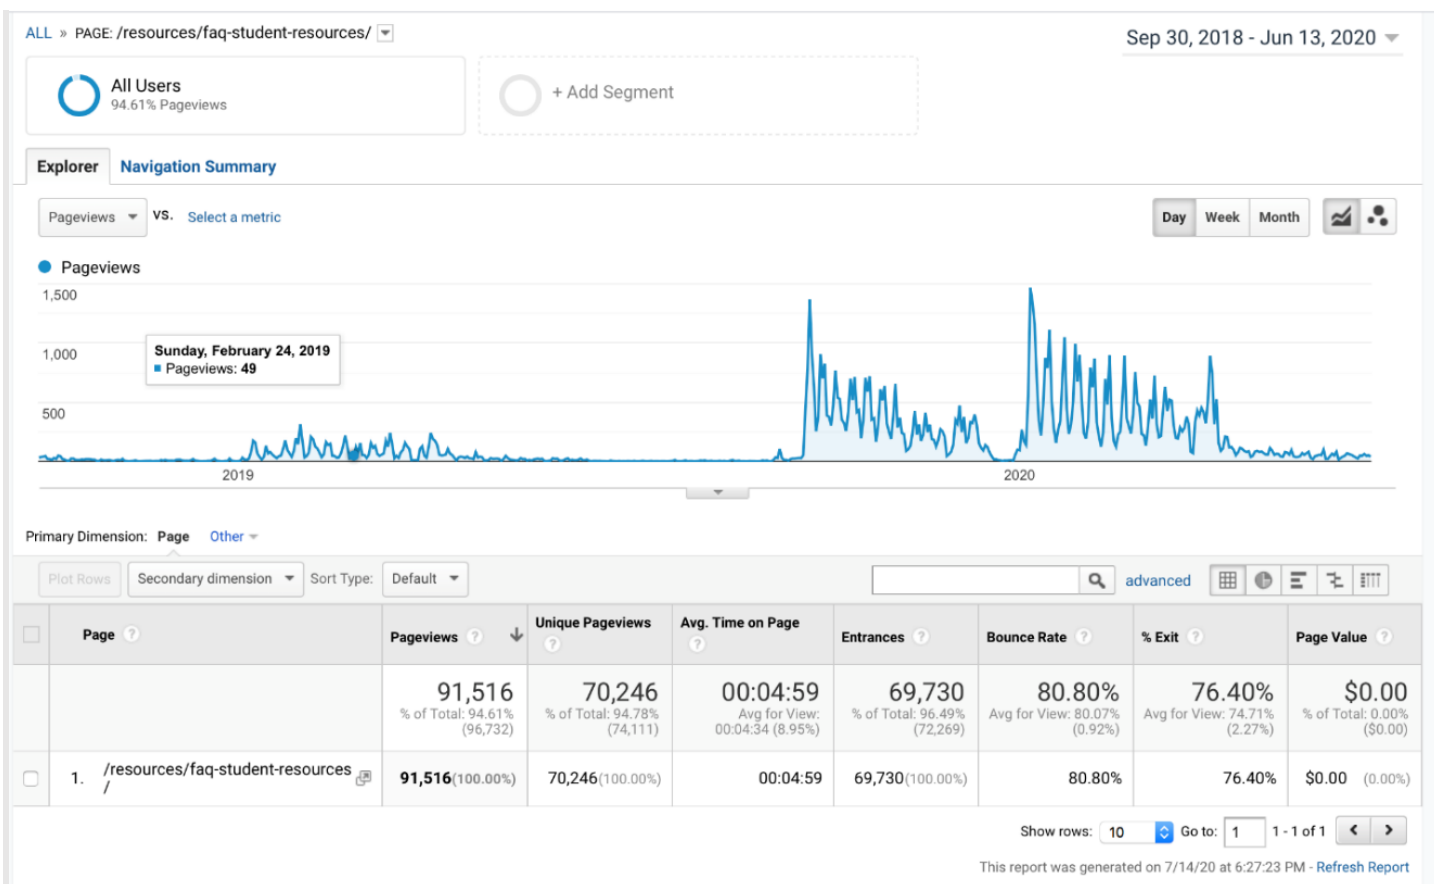 ALL » PAGE: /resources/faq-student-resources/
Sep 30, 2018 - Jun 13, 2020
All Users
94.61% Pageviews
+ Add Segment
Explorer Navigation Summary
Pageviews VS. Select a metric
Day Week Month
Pageviews
1,500
1,000
500
Sunday, February 24, 2019
Pageviews: 49
2019 2020
Primary Dimension: Page Other
Plot Rows Secondary dimension Sort Type: Default advanced
Page ? Pageviews ? Unique Pageviews ? Avg. Time on Page ? Entrances ? Bounce Rate ? % Exit ? Page Value ?
91,516 70,246 00:04:59 69,730 80.80% 76.40% $0.00
% of Total: 94.61% % of Total: 94.78% Avg for View: % of Total: 96.49% Avg for View: 80.07% Avg for View: 74.71% % of Total: 0.00%
(96,732) (74,111) 00:04:34 (8.95%) (72,269) (0.92%) (2.27%) ($0.00)
1. /resources/faq-student-resources
/
91,516(100.00%) 70,246(100.00%) 00:04:59 69,730(100.00%) 80.80% 76.40% $0.00 (0.00%)
Show rows: 10 Go to: 1 1 - 1 of 1
This report was generated on 7/14/20 at 6:27:23 PM - Refresh Report